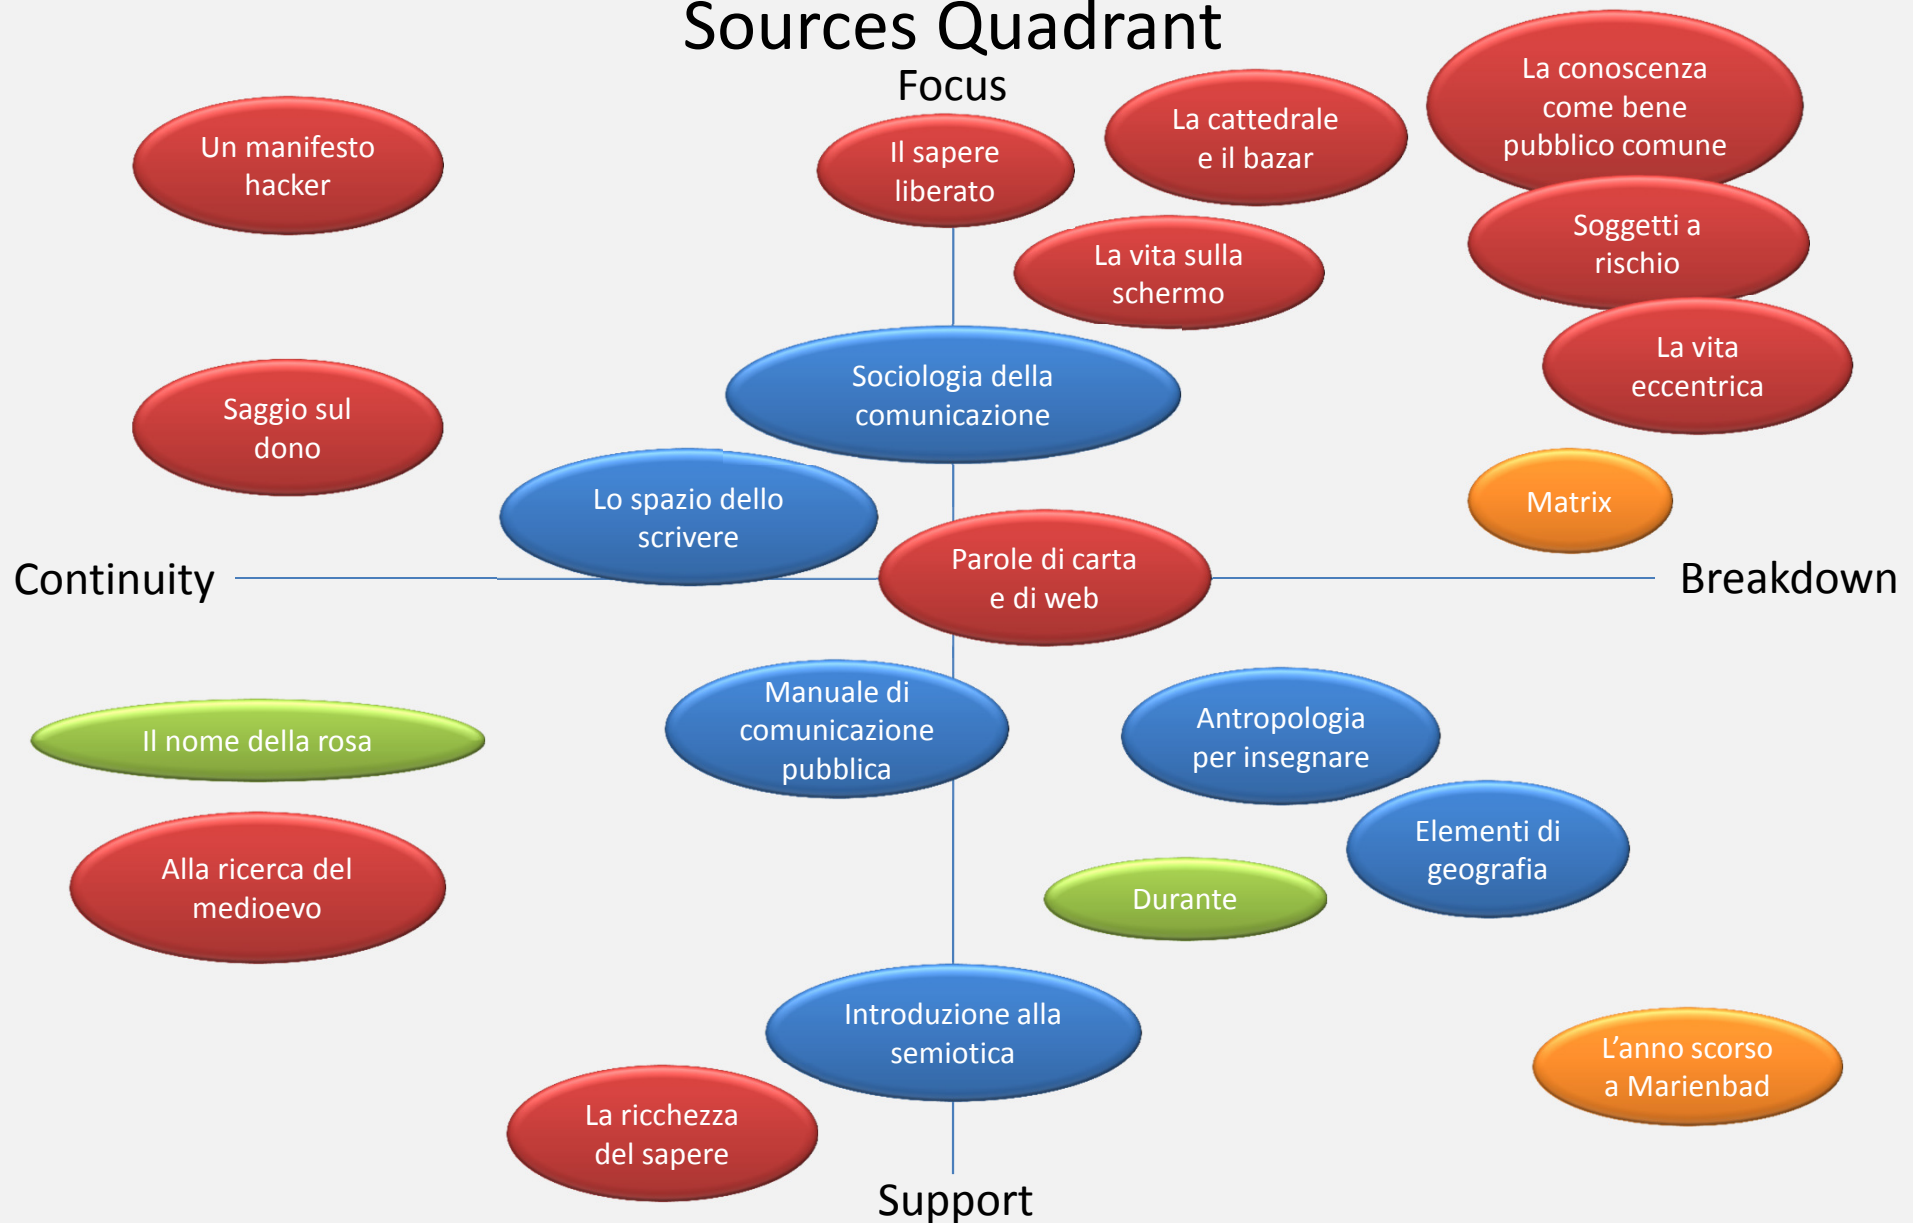 Sources Quadrant
Focus
La conoscenza
come bene
pubblico comune
La cattedrale
e il bazar
Un manifesto
hacker
Il sapere
liberato
Soggetti a
rischio
La vita sulla
schermo
La vita
eccentrica
Sociologia della
comunicazione
Saggio sul
dono
Matrix
Lo spazio dello
scrivere
Parole di carta
e di web
Continuity
Breakdown
Manuale di
comunicazione
pubblica
Antropologia
per insegnare
Il nome della rosa
Elementi di
geografia
Alla ricerca del
medioevo
Durante
Introduzione alla
semiotica
L’anno scorso
a Marienbad
La ricchezza
del sapere
Support